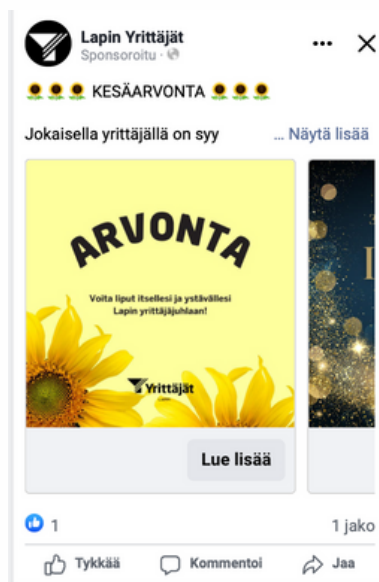 Lapin Yrittäjät
Sponsoroitu
KESÄARVONTA
Jokaisella yrittäjällä on syy ... Näytä lisää
ARVONTA
Voita liput itsellesi ja ystävällesi
Lapin yrittäjäjuhlaan!
Yrittäjät
Lue lisää
1
1 jako
Tykkää
Kommentoi
Jaa